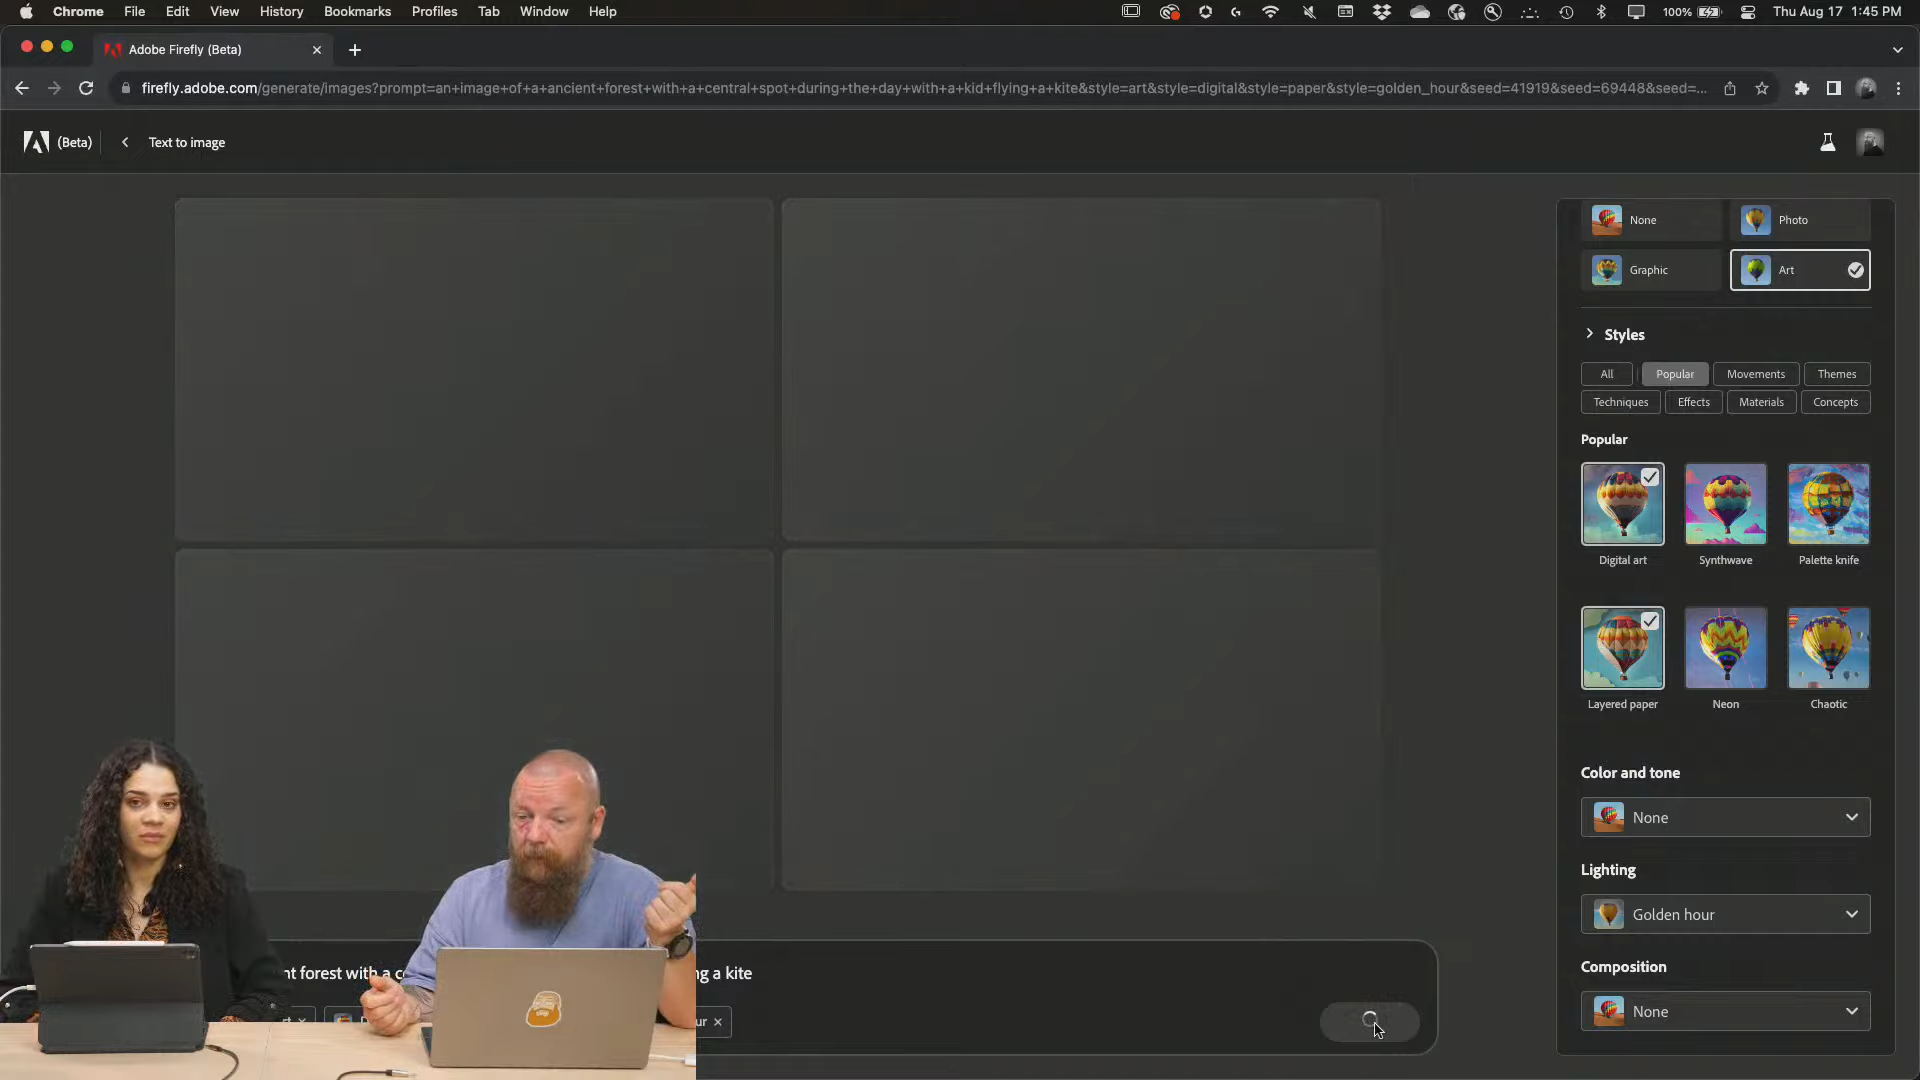 Chrome File Edit View History Bookmarks Profiles Tab Window Help 100% Thu Aug 17 1:45 PM
Adobe Firefly (Beta)
firefly.adobe.com/generate/images?prompt=an+image+of+a+ancient+forest+with+a+central+spot+during+the+day+with+a+kid+flying+a+kite&style=art&style=digital&style=paper&style=golden_hour&seed=41919&seed=69448&seed=...
(Beta) Text to image
None Photo
Graphic Art
Styles
All Popular Movements Themes
Techniques Effects Materials Concepts
Popular
Digital art Synthwave Palette knife
Layered paper Neon Chaotic
Color and tone
None
Lighting
Golden hour
Composition
None
nt forest with a c ng a kite
ur